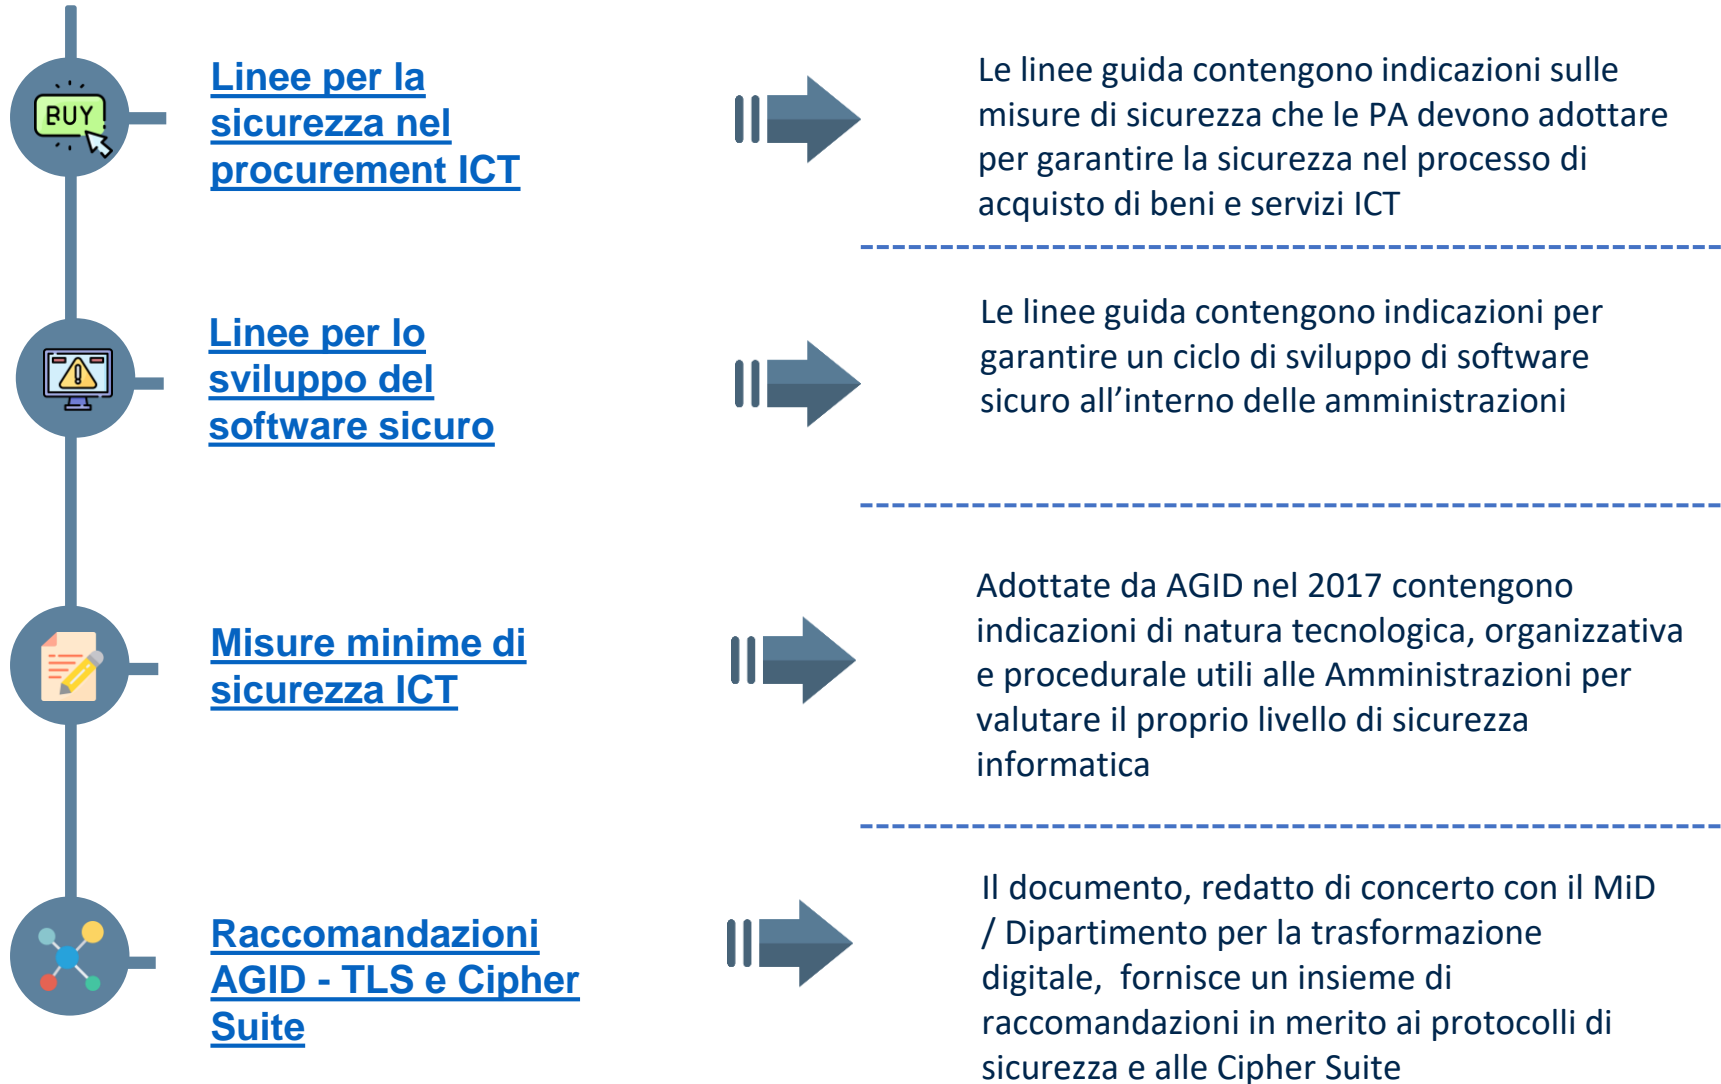 BUY
Linee per la
sicurezza nel
procurement ICT
Le linee guida contengono indicazioni sulle
misure di sicurezza che le PA devono adottare
per garantire la sicurezza nel processo di
acquisto di beni e servizi ICT
Linee per lo
sviluppo del
software sicuro
Le linee guida contengono indicazioni per
garantire un ciclo di sviluppo di software
sicuro all’interno delle amministrazioni
Misure minime di
sicurezza ICT
Adottate da AGID nel 2017 contengono
indicazioni di natura tecnologica, organizzativa
e procedurale utili alle Amministrazioni per
valutare il proprio livello di sicurezza
informatica
Raccomandazioni
AGID - TLS e Cipher
Suite
Il documento, redatto di concerto con il MiD
/ Dipartimento per la trasformazione
digitale,  fornisce un insieme di
raccomandazioni in merito ai protocolli di
sicurezza e alle Cipher Suite